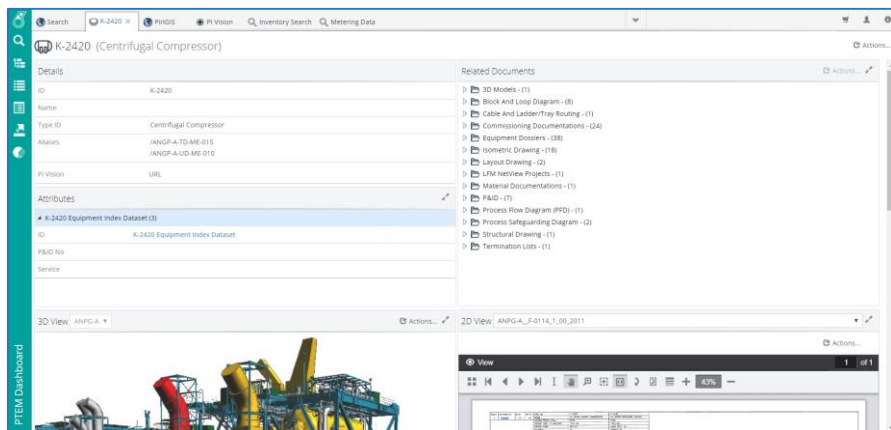 Search
K-2420
PiriGIS
PI Vision
Inventory Search
Metering Data
K-2420 (Centrifugal Compressor)
Actions...
Details
ID K-2420
Name
Type ID Centrifugal Compressor
Aliases /ANGP-A-TD-ME-015
/ANGP-A-UD-ME-010
PI Vision URL
Attributes
K-2420 Equipment Index Dataset (3)
ID K-2420 Equipment Index Dataset
P&ID No
Service
Related Documents
Actions...
3D Models - (1)
Block And Loop Diagram - (8)
Cable And Ladder/Tray Routing - (1)
Commissioning Documentations - (24)
Equipment Dossiers - (38)
Isometric Drawing - (18)
Layout Drawing - (2)
LFM NetView Projects - (1)
Material Documentations - (1)
P&ID - (7)
Process Flow Diagram (PFD) - (1)
Process Safeguarding Diagram - (2)
Structural Drawing - (1)
Termination Lists - (1)
3D View ANPG-A
Actions...
2D View ANPG-A__F-0114_1_00_2011
Actions...
View
1 of 1
43%
PTEM Dashboard